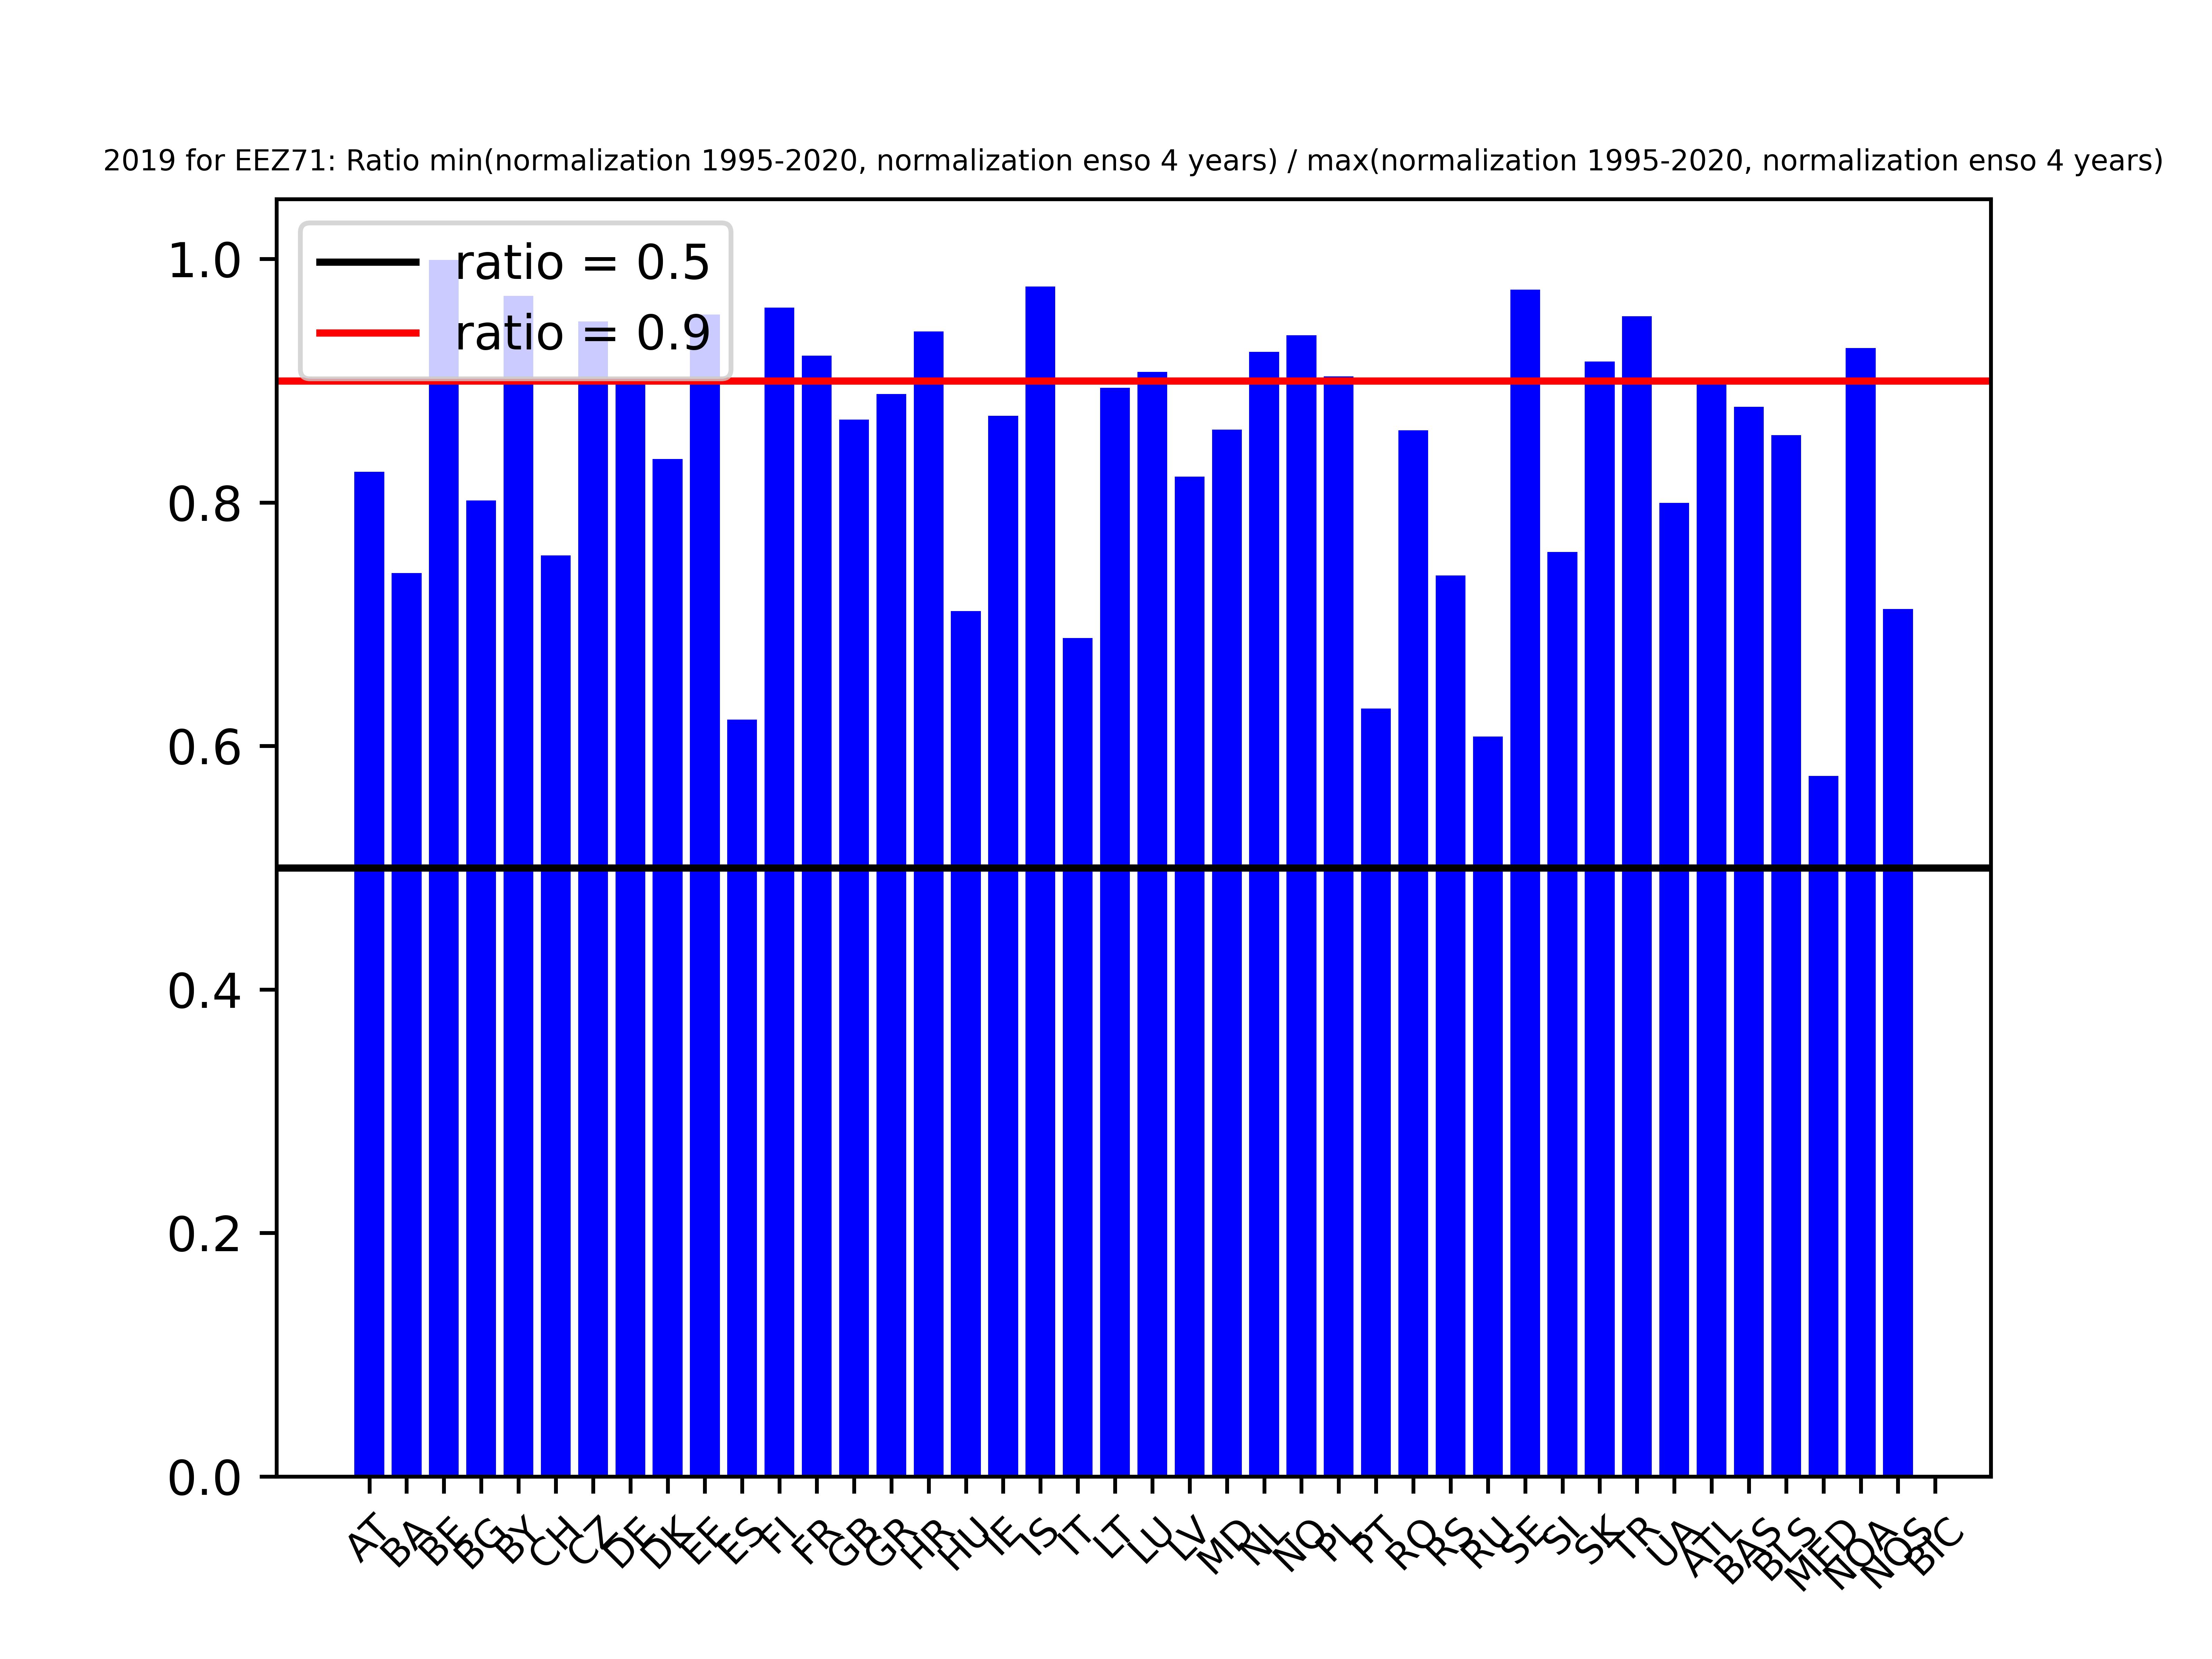 2019 for EEZ71: Ratio min(normalization 1995-2020, normalization enso 4 years) / max(normalization 1995-2020, normalization enso 4 years)
ratio = 0.5
ratio = 0.9
1.0
0.8
0.6
0.4
0.2
0.0
AT BA BE BG BY CH CZ DE DK EE ES FI FR GB GR HR HU IE IS IT LT LU LV MD NL NO PL PT RO RS RU SE SI SK TR UA ATL BAS BLS MED NOA NOS BIC